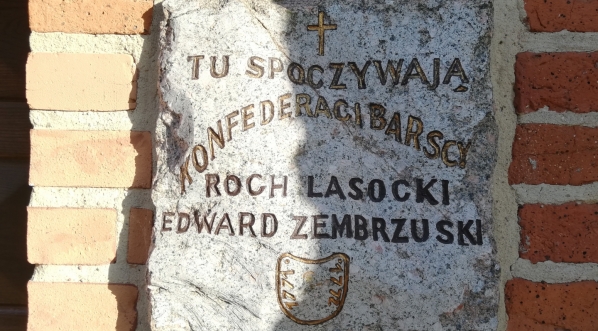 TU SPOCZYWAJĄ
KONFEDERACI BARSCY
ROCH LASOCKI
EDWARD ZEMBRZUSKI